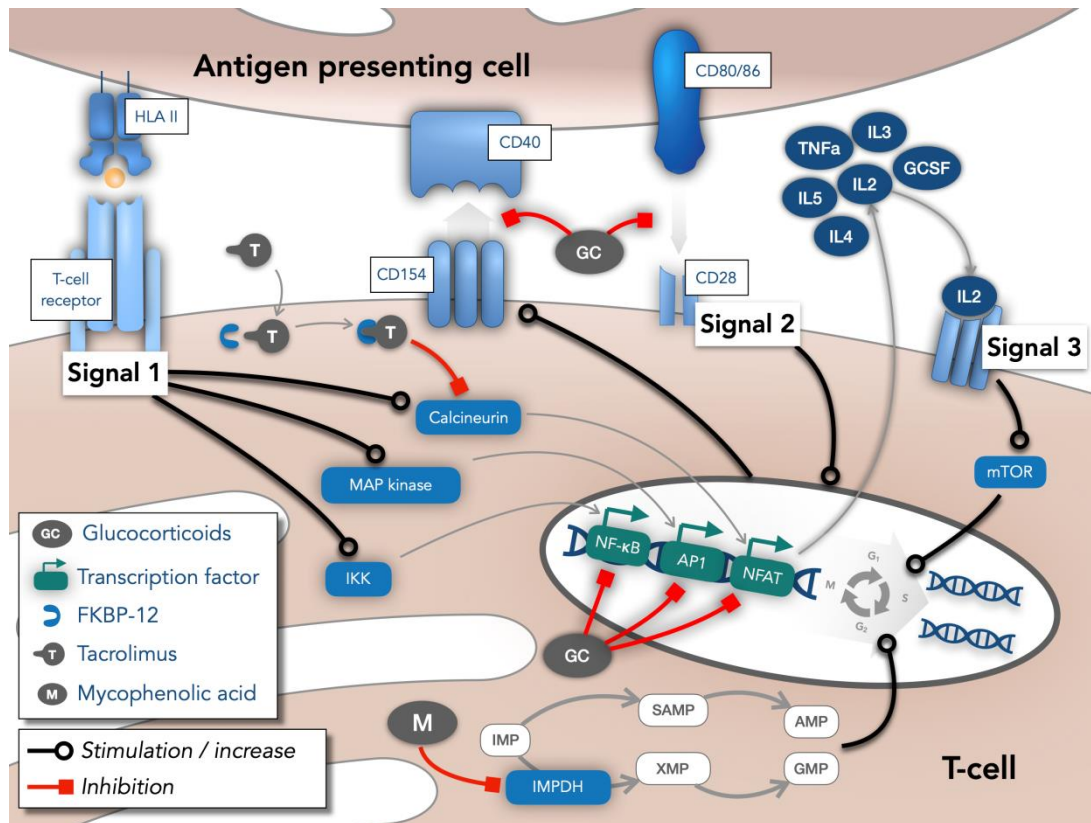 Antigen presenting cell
CD80/86
HLA II
CD40
TNFa
IL3
GCSF
IL5
IL2
IL4
GC
T
T-cell
receptor
CD154
CD28
IL2
T
T
Signal 1
Signal 2
Signal 3
Calcineurin
MAP kinase
mTOR
IKK
NF-κB
AP1
NFAT
G₁
M
S
G₂
GC
GC
Glucocorticoids
Transcription factor
FKBP-12
T
Tacrolimus
M
Mycophenolic acid
Stimulation / increase
Inhibition
M
IMP
SAMP
AMP
IMPDH
XMP
GMP
T-cell